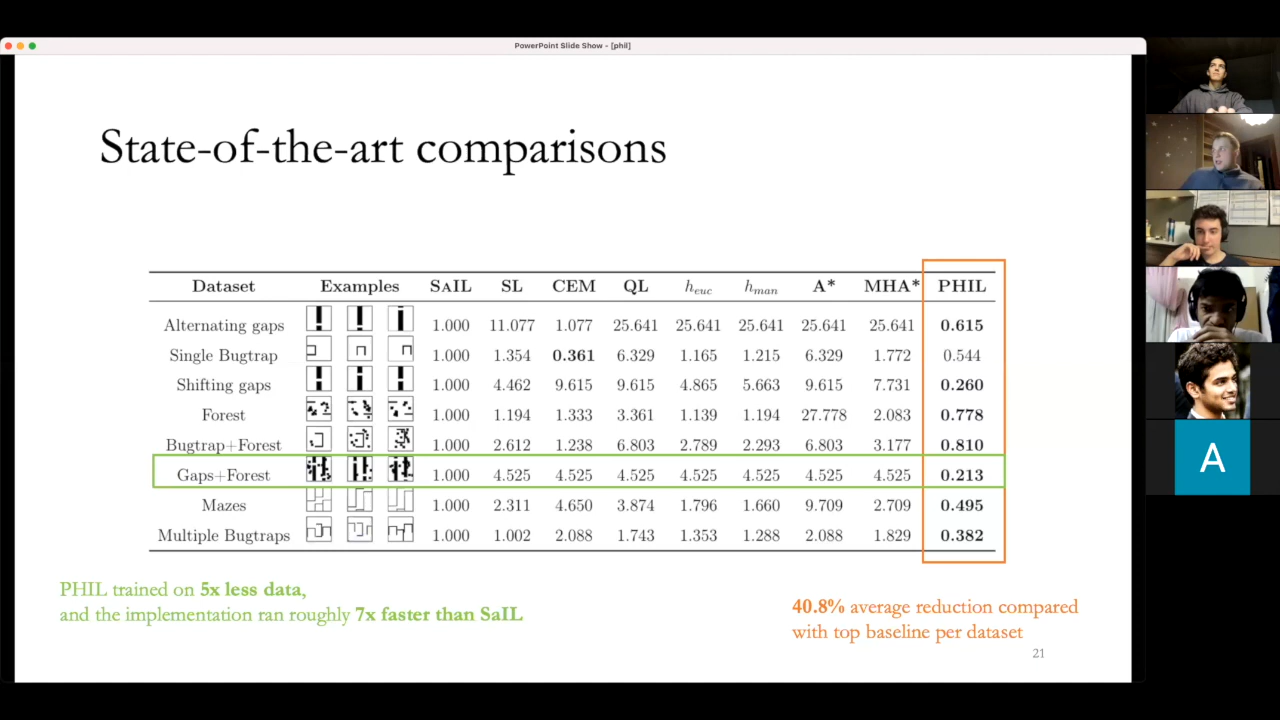 PowerPoint Slide Show - [phil]
State-of-the-art comparisons
Dataset Examples SAIL SL CEM QL h_euc h_man A* MHA* PHIL
Alternating gaps 1.000 11.077 1.077 25.641 25.641 25.641 25.641 25.641 0.615
Single Bugtrap 1.000 1.354 0.361 6.329 1.165 1.215 6.329 1.772 0.544
Shifting gaps 1.000 4.462 9.615 9.615 4.865 5.663 9.615 7.731 0.260
Forest 1.000 1.194 1.333 3.361 1.139 1.194 27.778 2.083 0.778
Bugtrap+Forest 1.000 2.612 1.238 6.803 2.789 2.293 6.803 3.177 0.810
Gaps+Forest 1.000 4.525 4.525 4.525 4.525 4.525 4.525 4.525 0.213
Mazes 1.000 2.311 4.650 3.874 1.796 1.660 9.709 2.709 0.495
Multiple Bugtraps 1.000 1.002 2.088 1.743 1.353 1.288 2.088 1.829 0.382
PHIL trained on 5x less data,
and the implementation ran roughly 7x faster than SaIL
40.8% average reduction compared
with top baseline per dataset
21
A